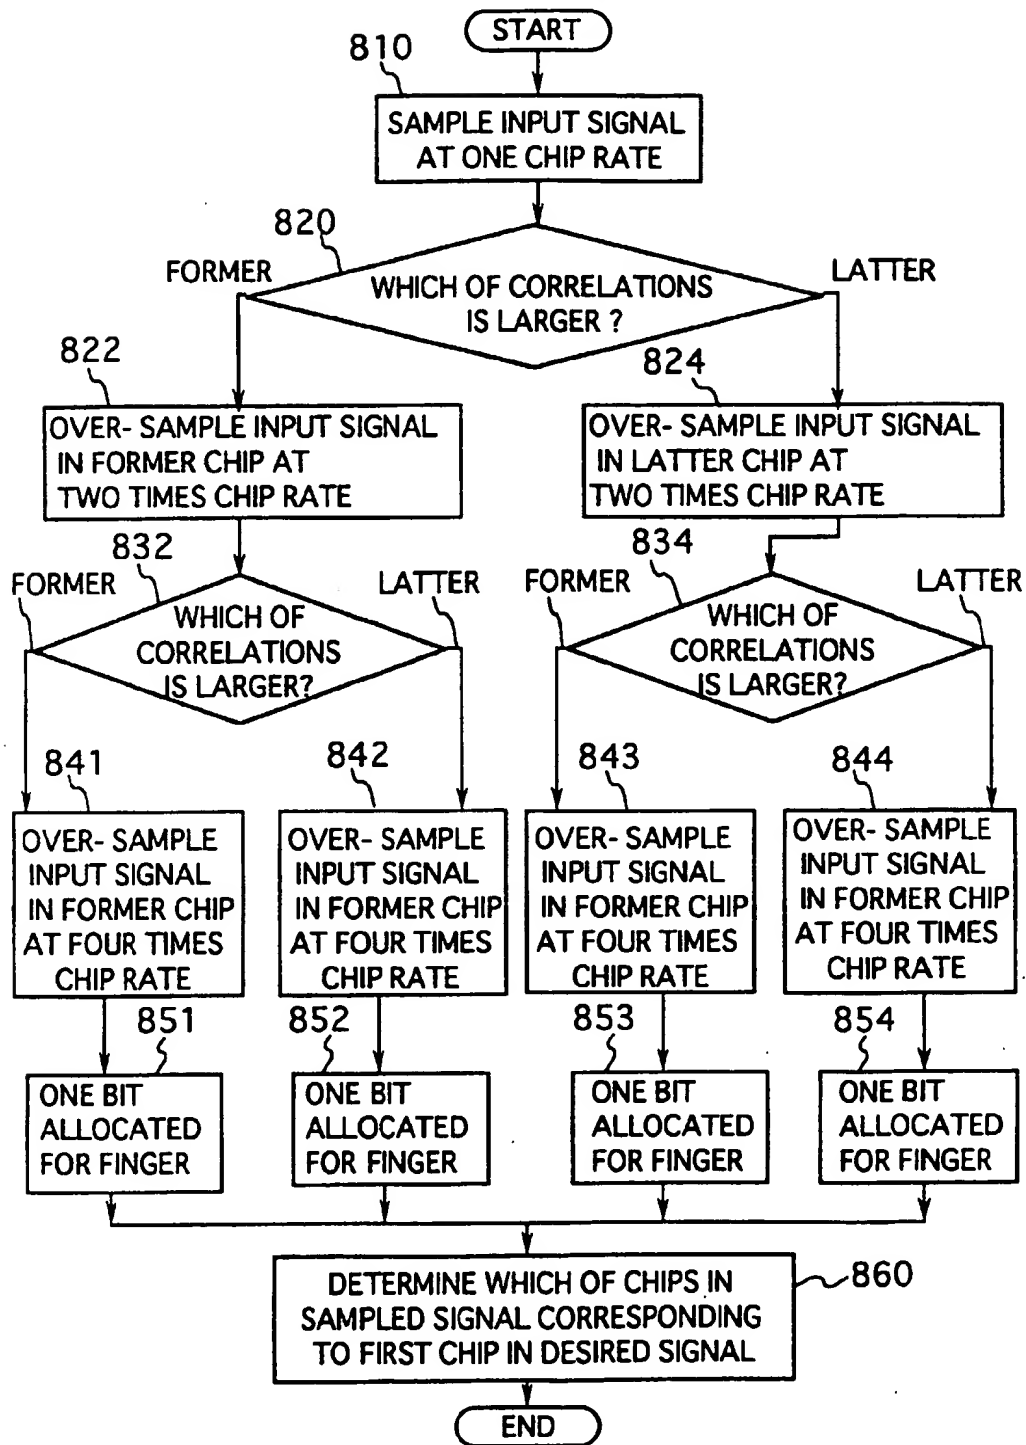 START
810
SAMPLE INPUT SIGNAL
AT ONE CHIP RATE
820
FORMER
LATTER
WHICH OF CORRELATIONS
IS LARGER ?
822
824
OVER- SAMPLE INPUT SIGNAL
IN FORMER CHIP AT
TWO TIMES CHIP RATE
OVER- SAMPLE INPUT SIGNAL
IN LATTER CHIP AT
TWO TIMES CHIP RATE
832
834
FORMER
LATTER
FORMER
LATTER
WHICH OF
CORRELATIONS
IS LARGER?
WHICH OF
CORRELATIONS
IS LARGER?
841
842
843
844
OVER- SAMPLE
INPUT SIGNAL
IN FORMER CHIP
AT FOUR TIMES
CHIP RATE
OVER- SAMPLE
INPUT SIGNAL
IN FORMER CHIP
AT FOUR TIMES
CHIP RATE
OVER- SAMPLE
INPUT SIGNAL
IN FORMER CHIP
AT FOUR TIMES
CHIP RATE
OVER- SAMPLE
INPUT SIGNAL
IN FORMER CHIP
AT FOUR TIMES
CHIP RATE
851
852
853
854
ONE BIT
ALLOCATED
FOR FINGER
ONE BIT
ALLOCATED
FOR FINGER
ONE BIT
ALLOCATED
FOR FINGER
ONE BIT
ALLOCATED
FOR FINGER
860
DETERMINE WHICH OF CHIPS IN
SAMPLED SIGNAL CORRESPONDING
TO FIRST CHIP IN DESIRED SIGNAL
END